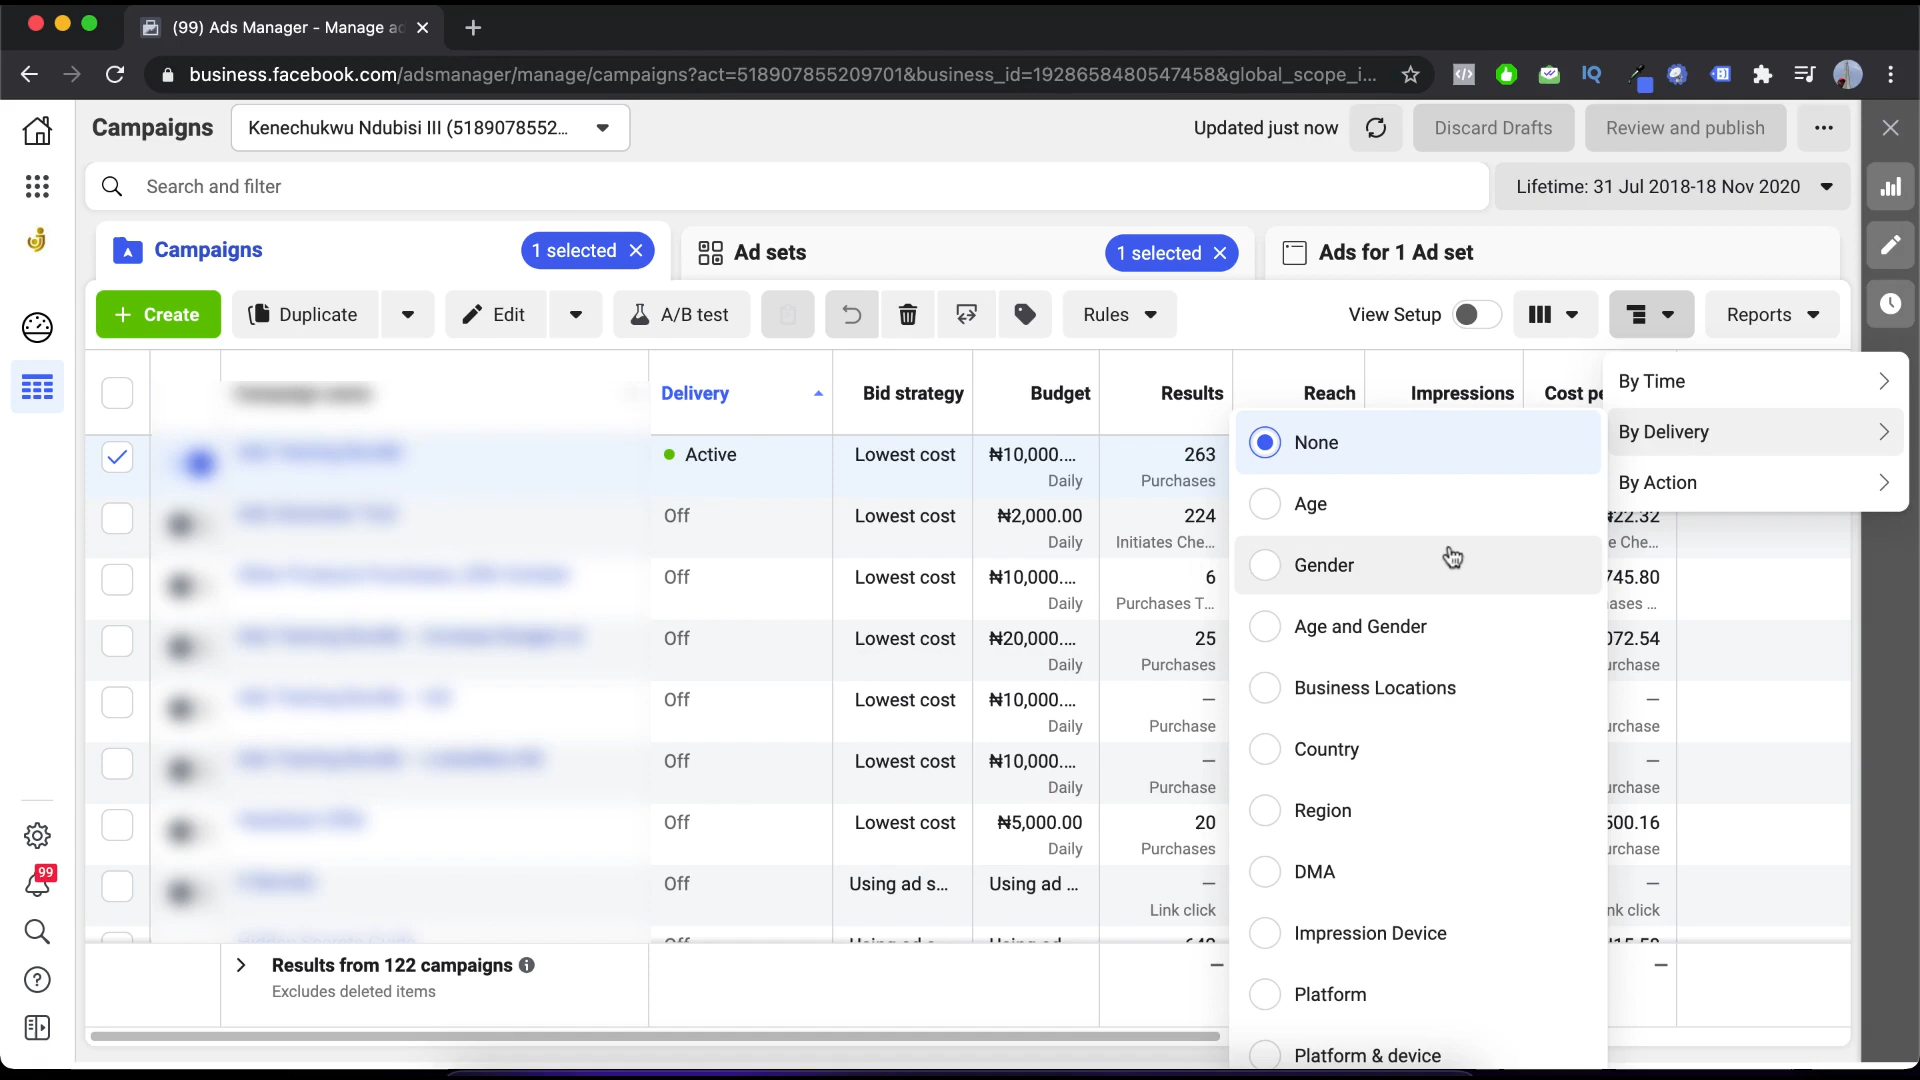 (99) Ads Manager - Manage ad
business.facebook.com/adsmanager/manage/campaigns?act=518907855209701&business_id=1928658480547458&global_scope_i...
Campaigns
Kenechukwu Ndubisi III (5189078552...
Updated just now
Discard Drafts
Review and publish
Search and filter
Lifetime: 31 Jul 2018-18 Nov 2020
Campaigns
1 selected
Ad sets
1 selected
Ads for 1 Ad set
+ Create
Duplicate
Edit
A/B test
Rules
View Setup
Reports
Delivery
Bid strategy
Budget
Results
Reach
Impressions
Cost pe
By Time
By Delivery
By Action
None
Age
Gender
Age and Gender
Business Locations
Country
Region
DMA
Impression Device
Platform
Platform & device
Active
Lowest cost
₦10,000....
Daily
263
Purchases
Off
Lowest cost
₦2,000.00
Daily
224
Initiates Che...
₦22.32
e Che...
Off
Lowest cost
₦10,000....
Daily
6
Purchases T...
745.80
ases ...
Off
Lowest cost
₦20,000....
Daily
25
Purchases
072.54
urchase
Off
Lowest cost
₦10,000....
Daily
—
Purchase
—
urchase
Off
Lowest cost
₦10,000....
Daily
—
Purchase
—
urchase
Off
Lowest cost
₦5,000.00
Daily
20
Purchases
500.16
urchase
Off
Using ad s...
Using ad ...
—
Link click
—
nk click
Results from 122 campaigns
Excludes deleted items
—
—
99
IQ